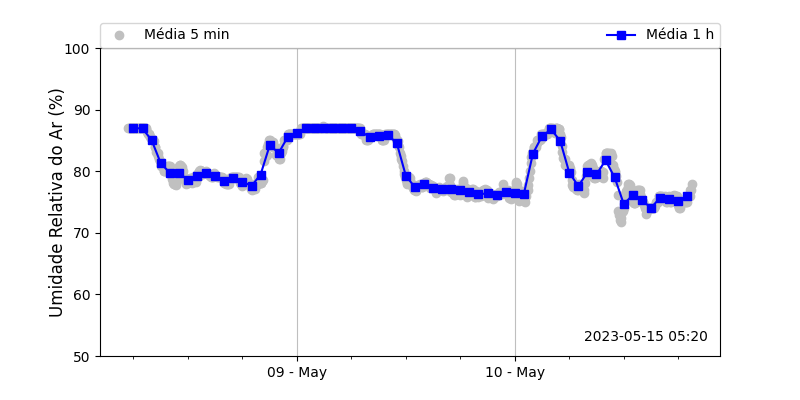 Média 5 min
Média 1 h
100
90
80
70
60
50
Umidade Relativa do Ar (%)
2023-05-15 05:20
09 - May
10 - May